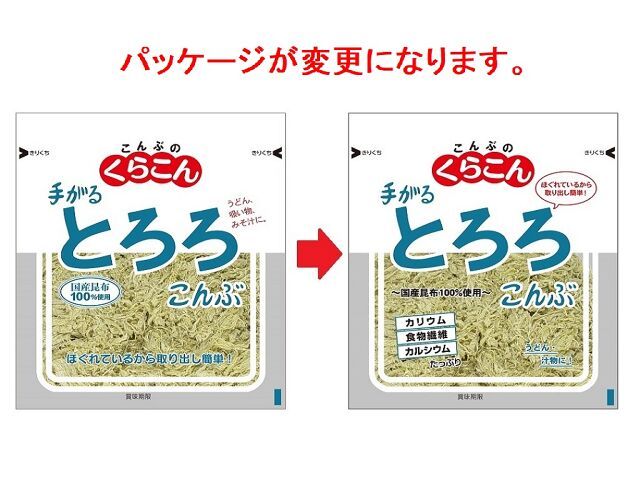 パッケージが変更になります。
きりくち
こんぶの
きりくち
くらこん
手がる
とろろ
うどん、
吸い物、
みそ汁に。
国産昆布
100%使用
こんぶ
ほぐれているから取り出し簡単!
賞味期限
きりくち
こんぶの
きりくち
くらこん
手がる
とろろ
ほぐれているから
取り出し簡単!
~国産昆布100%使用~
こんぶ
カリウム
食物繊維
カルシウム
たっぷり
うどん・
汁物に!
賞味期限